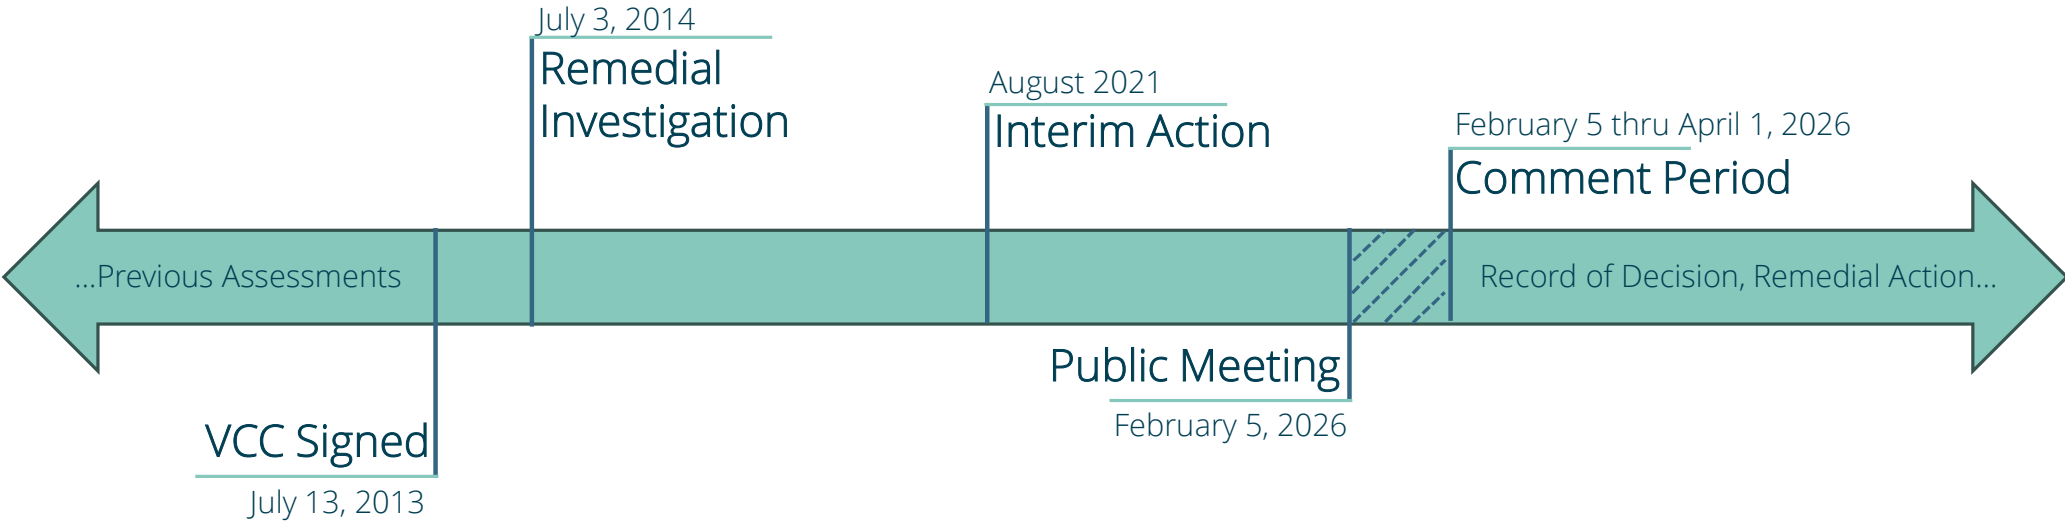 July 3, 2014
Remedial
Investigation
August 2021
Interim Action
February 5 thru April 1, 2026
Comment Period
...Previous Assessments
Record of Decision, Remedial Action...
Public Meeting
February 5, 2026
VCC Signed
July 13, 2013